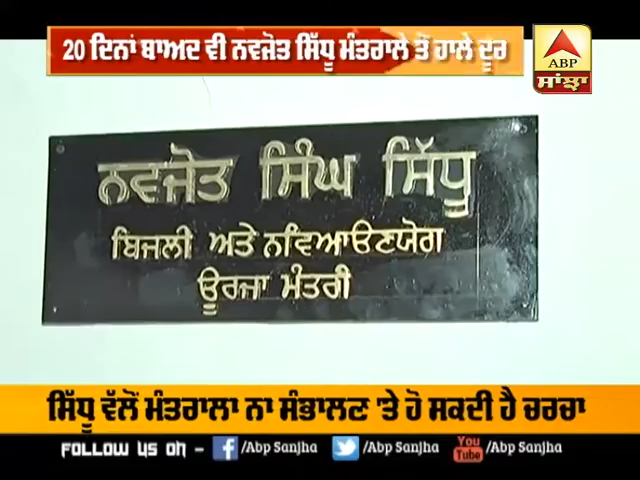 20 ਦਿਨਾਂ ਬਾਅਦ ਵੀ ਨਵਜੋਤ ਸਿੱਧੂ ਮੰਤਰਾਲੇ ਤੋਂ ਹਾਲੇ ਦੂਰ
ABP
ਸਾਂਝਾ
ਨਵਜੋਤ ਸਿੰਘ ਸਿੱਧੂ
ਬਿਜਲੀ ਅਤੇ ਨਵਿਆਉਣਯੋਗ
ਊਰਜਾ ਮੰਤਰੀ
ਸਿੱਧੂ ਵੱਲੋਂ ਮੰਤਰਾਲਾ ਨਾ ਸੰਭਾਲਣ 'ਤੇ ਹੋ ਸਕਦੀ ਹੈ ਚਰਚਾ
FOLLOW US ON - f /Abp Sanjha /Abp Sanjha You Tube /Abp Sanjha